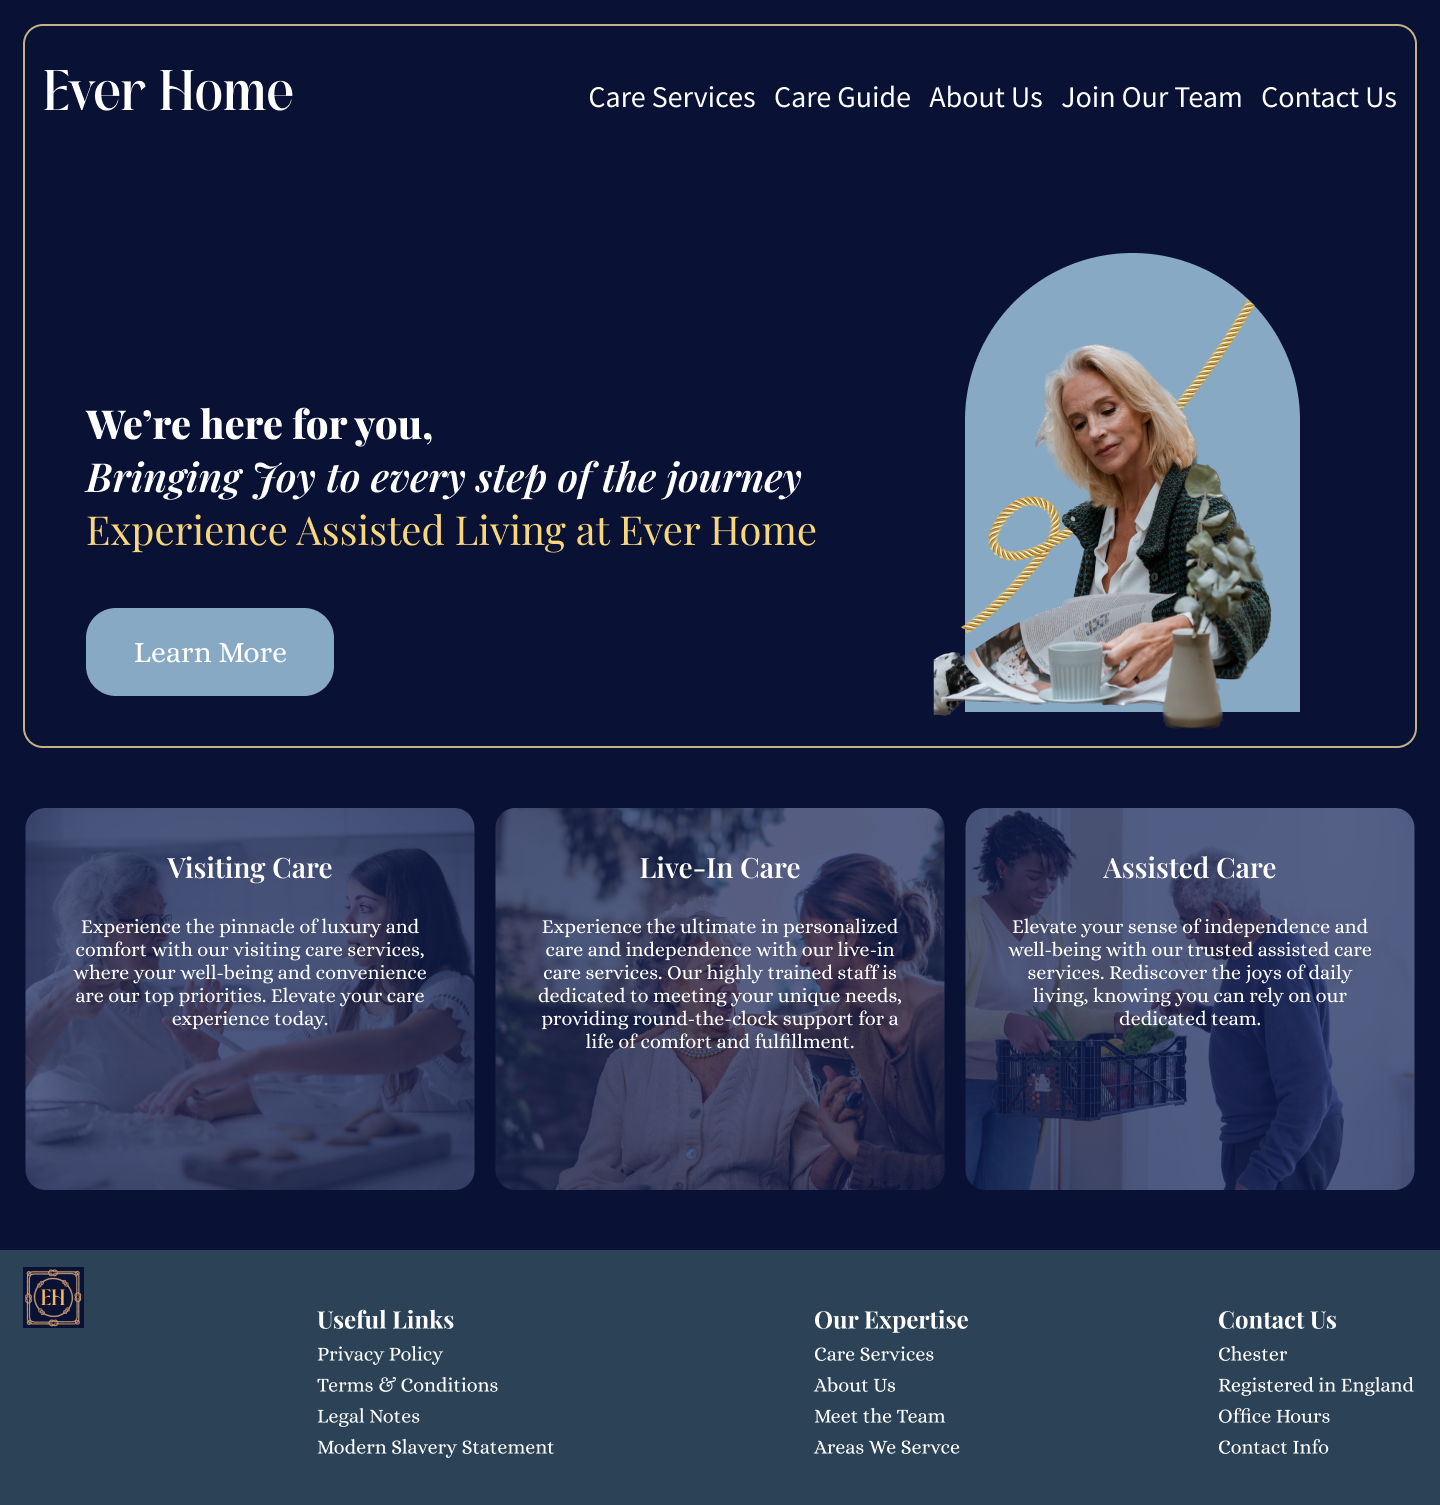 Ever Home
Care Services Care Guide About Us Join Our Team Contact Us
We’re here for you,
Bringing Joy to every step of the journey
Experience Assisted Living at Ever Home
Learn More
Visiting Care
Experience the pinnacle of luxury and
comfort with our visiting care services,
where your well-being and convenience
are our top priorities. Elevate your care
experience today.
Live-In Care
Experience the ultimate in personalized
care and independence with our live-in
care services. Our highly trained staff is
dedicated to meeting your unique needs,
providing round-the-clock support for a
life of comfort and fulfillment.
Assisted Care
Elevate your sense of independence and
well-being with our trusted assisted care
services. Rediscover the joys of daily
living, knowing you can rely on our
dedicated team.
EH
Useful Links
Privacy Policy
Terms & Conditions
Legal Notes
Modern Slavery Statement
Our Expertise
Care Services
About Us
Meet the Team
Areas We Servce
Contact Us
Chester
Registered in England
Office Hours
Contact Info